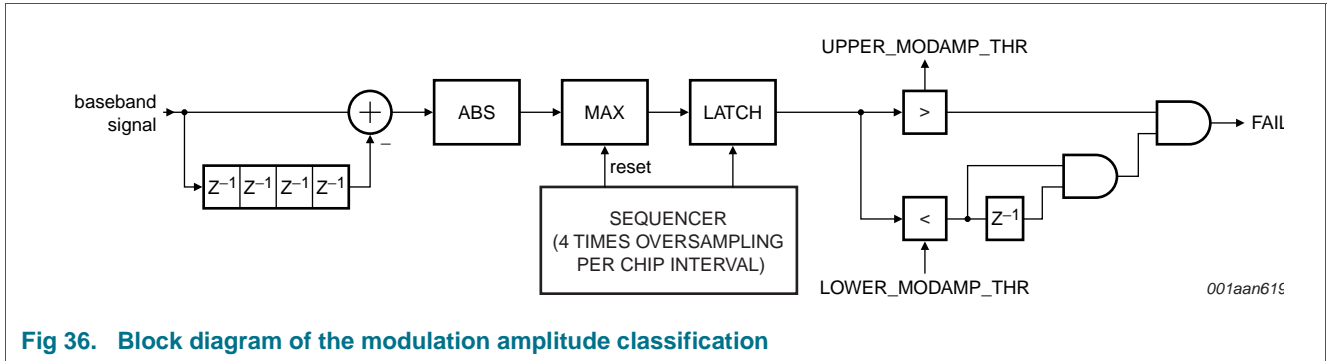 UPPER_MODAMP_THR
baseband
signal
+
−
ABS
MAX
LATCH
>
FAIL
Z−1 Z−1 Z−1 Z−1
reset
SEQUENCER
(4 TIMES OVERSAMPLING
PER CHIP INTERVAL)
<
Z−1
LOWER_MODAMP_THR
001aan619
Fig 36. Block diagram of the modulation amplitude classification